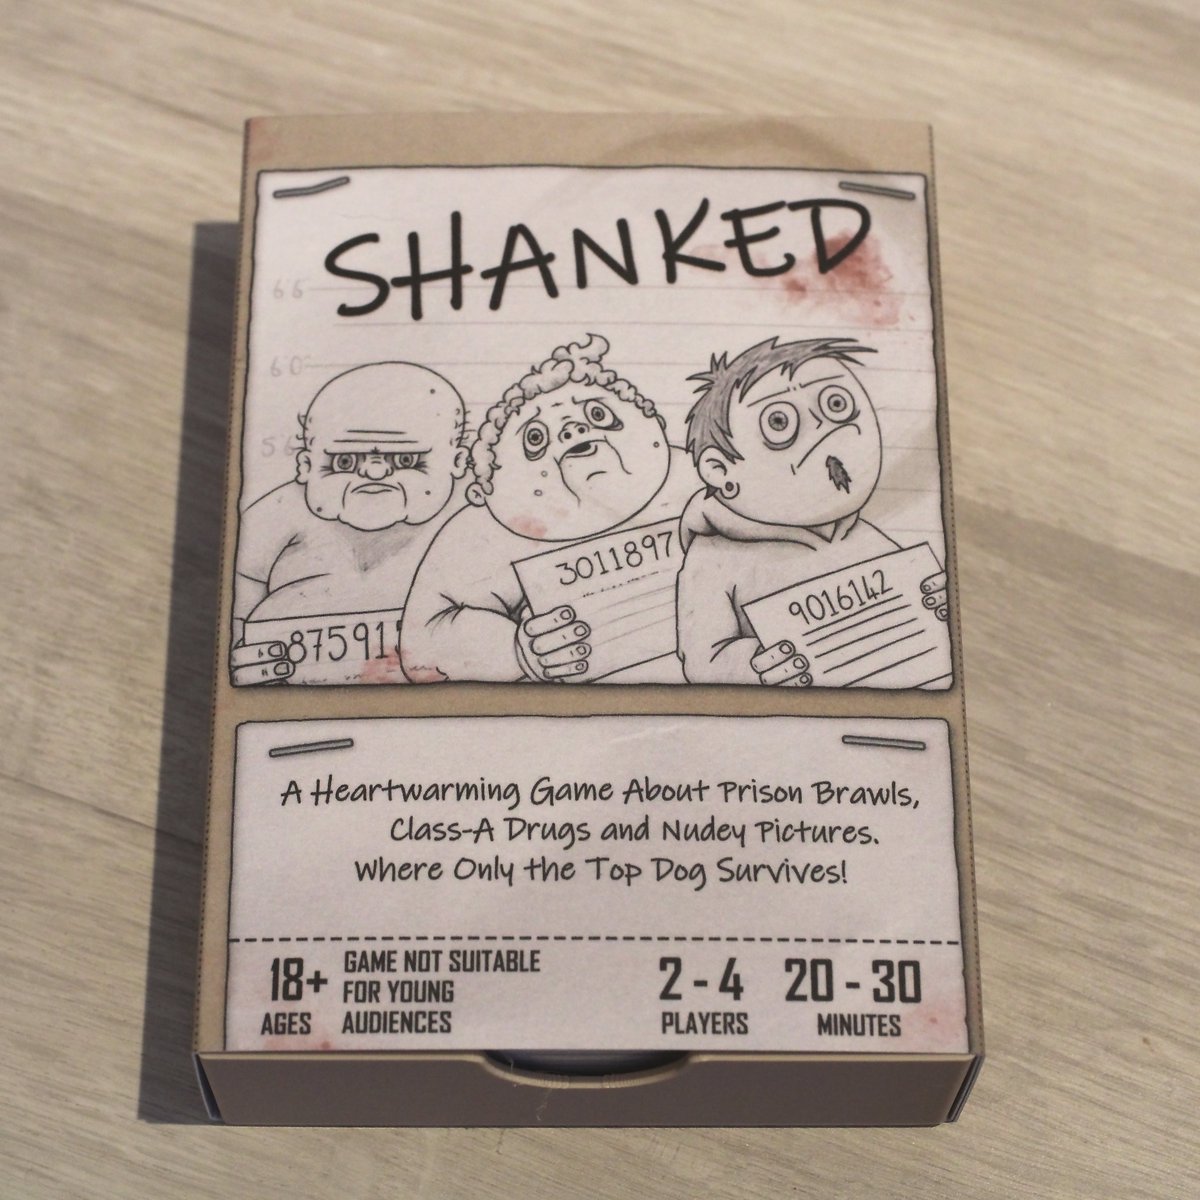 SHANKED
6'6
6'0
5'6
87591
3011897
9016142
A Heartwarming Game About Prison Brawls,
Class-A Drugs and Nudey Pictures.
Where Only the Top Dog Survives!
18+
AGES
GAME NOT SUITABLE
FOR YOUNG
AUDIENCES
2 - 4
PLAYERS
20 - 30
MINUTES